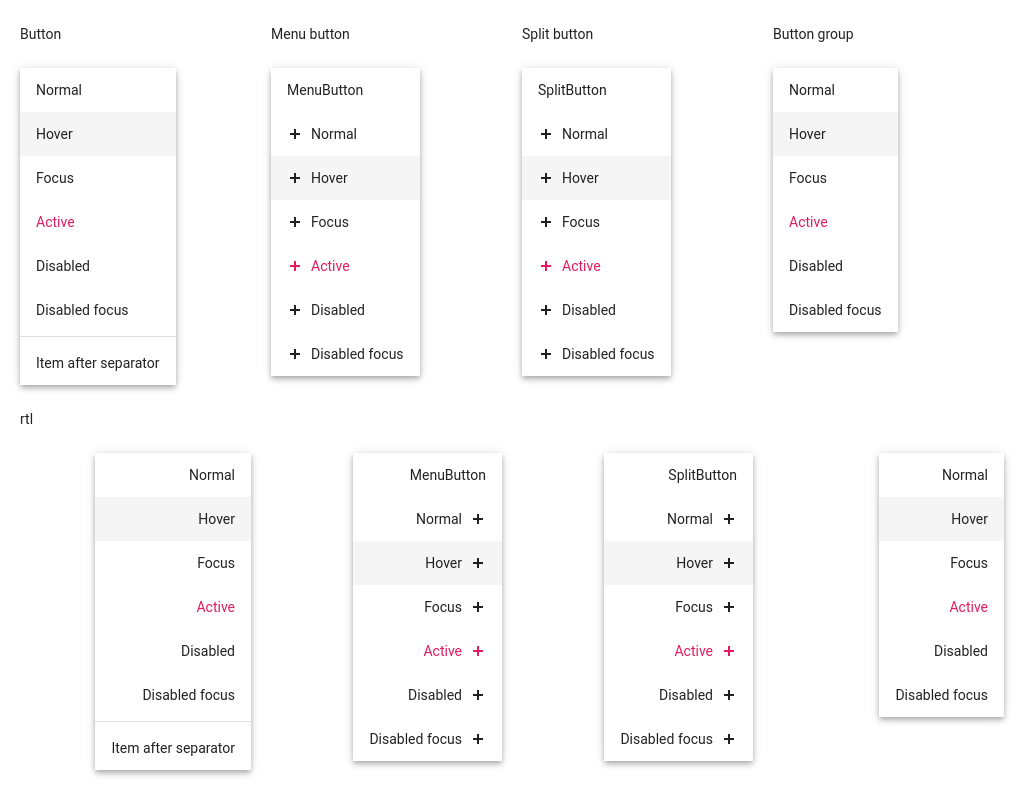 Button
Normal
Hover
Focus
Active
Disabled
Disabled focus
Item after separator
Menu button
MenuButton
Normal
Hover
Focus
Active
Disabled
Disabled focus
Split button
SplitButton
Normal
Hover
Focus
Active
Disabled
Disabled focus
Button group
Normal
Hover
Focus
Active
Disabled
Disabled focus
rtl
Normal
Hover
Focus
Active
Disabled
Disabled focus
Item after separator
MenuButton
Normal
Hover
Focus
Active
Disabled
Disabled focus
SplitButton
Normal
Hover
Focus
Active
Disabled
Disabled focus
Normal
Hover
Focus
Active
Disabled
Disabled focus